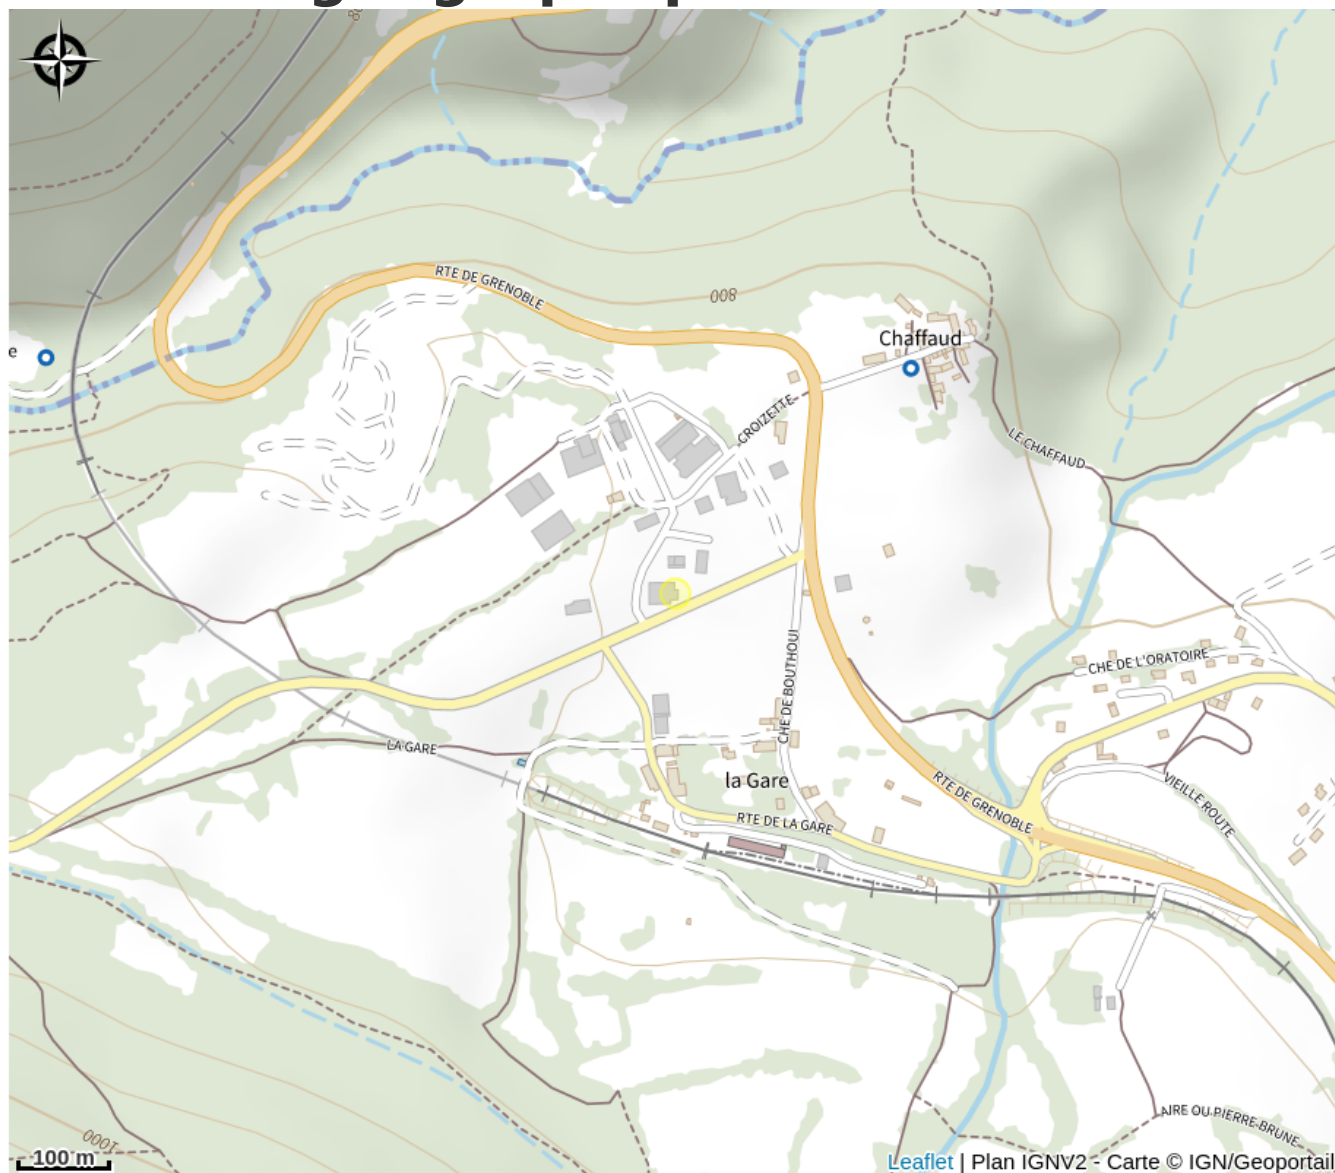 RTE DE GRENOBLE
800
Chaffaud
e
CROIZETTE
LE CHAFFAUD
CHE DE BOUTHOUI
CHE DE L'ORATOIRE
LA GARE
la Gare
RTE DE GRENOBLE
VIEILLE ROUTE
RTE DE LA GARE
AIRE OU PIERRE-BRUNE
1000
100 m
Leaflet | Plan IGNV2 - Carte © IGN/Geoportail